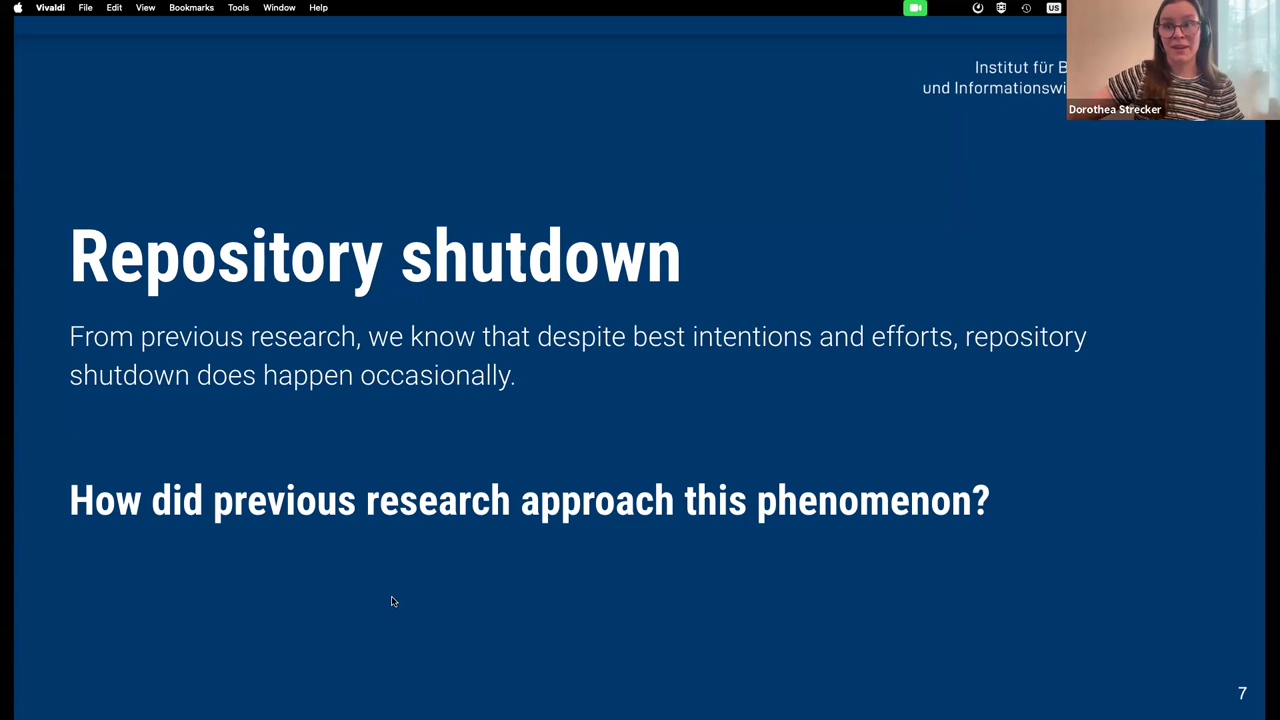 Vivaldi File Edit View Bookmarks Tools Window Help
US
Institut für B
und Informationswi
Dorothea Strecker
Repository shutdown
From previous research, we know that despite best intentions and efforts, repository
shutdown does happen occasionally.
How did previous research approach this phenomenon?
7